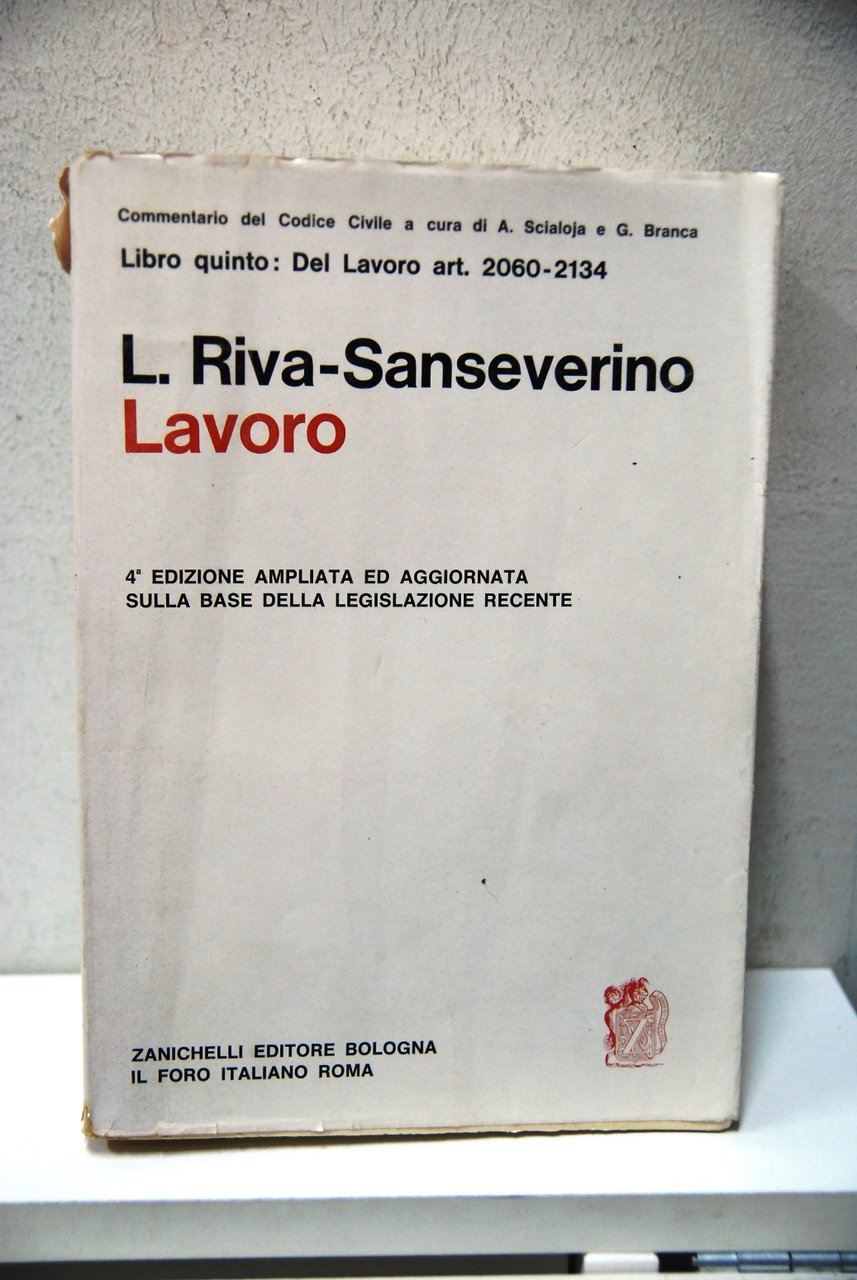 Commentario del Codice Civile a cura di A. Scialoja e G. Branca
Libro quinto: Del Lavoro art. 2060-2134
L. Riva-Sanseverino
Lavoro
4ª EDIZIONE AMPLIATA ED AGGIORNATA
SULLA BASE DELLA LEGISLAZIONE RECENTE
Z
ZANICHELLI EDITORE BOLOGNA
IL FORO ITALIANO ROMA